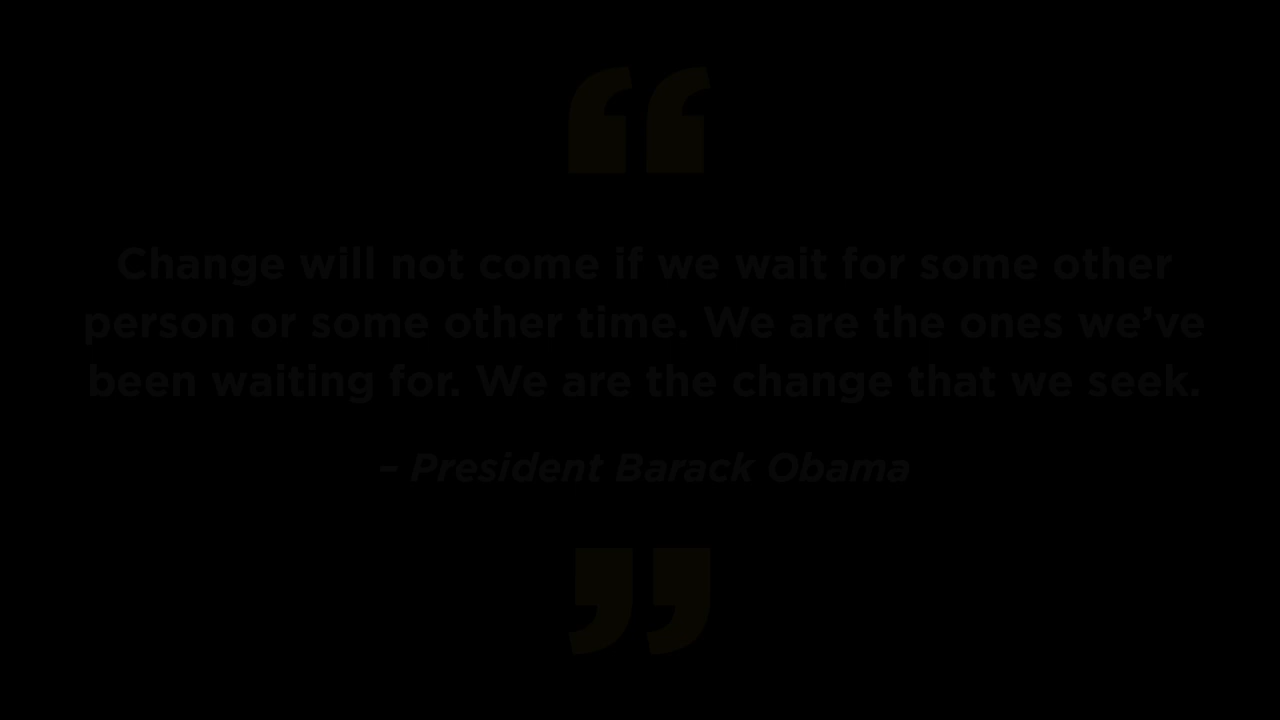 “
Change will not come if we wait for some other
person or some other time. We are the ones we’ve
been waiting for. We are the change that we seek.
– President Barack Obama
”